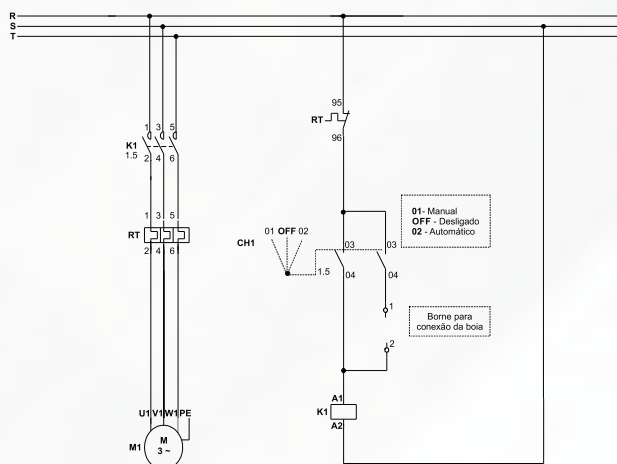 R
S
T
1 3 5
K1
1.5
2 4 6
1 3 5
RT
2 4 6
U1 V1 W1 PE
M1
M
3 ~
95
RT
96
01 OFF 02
CH1
1.5
03 03
04 04
1
2
A1
K1
A2
01- Manual
OFF - Desligado
02 - Automático
Borne para
conexão da boia